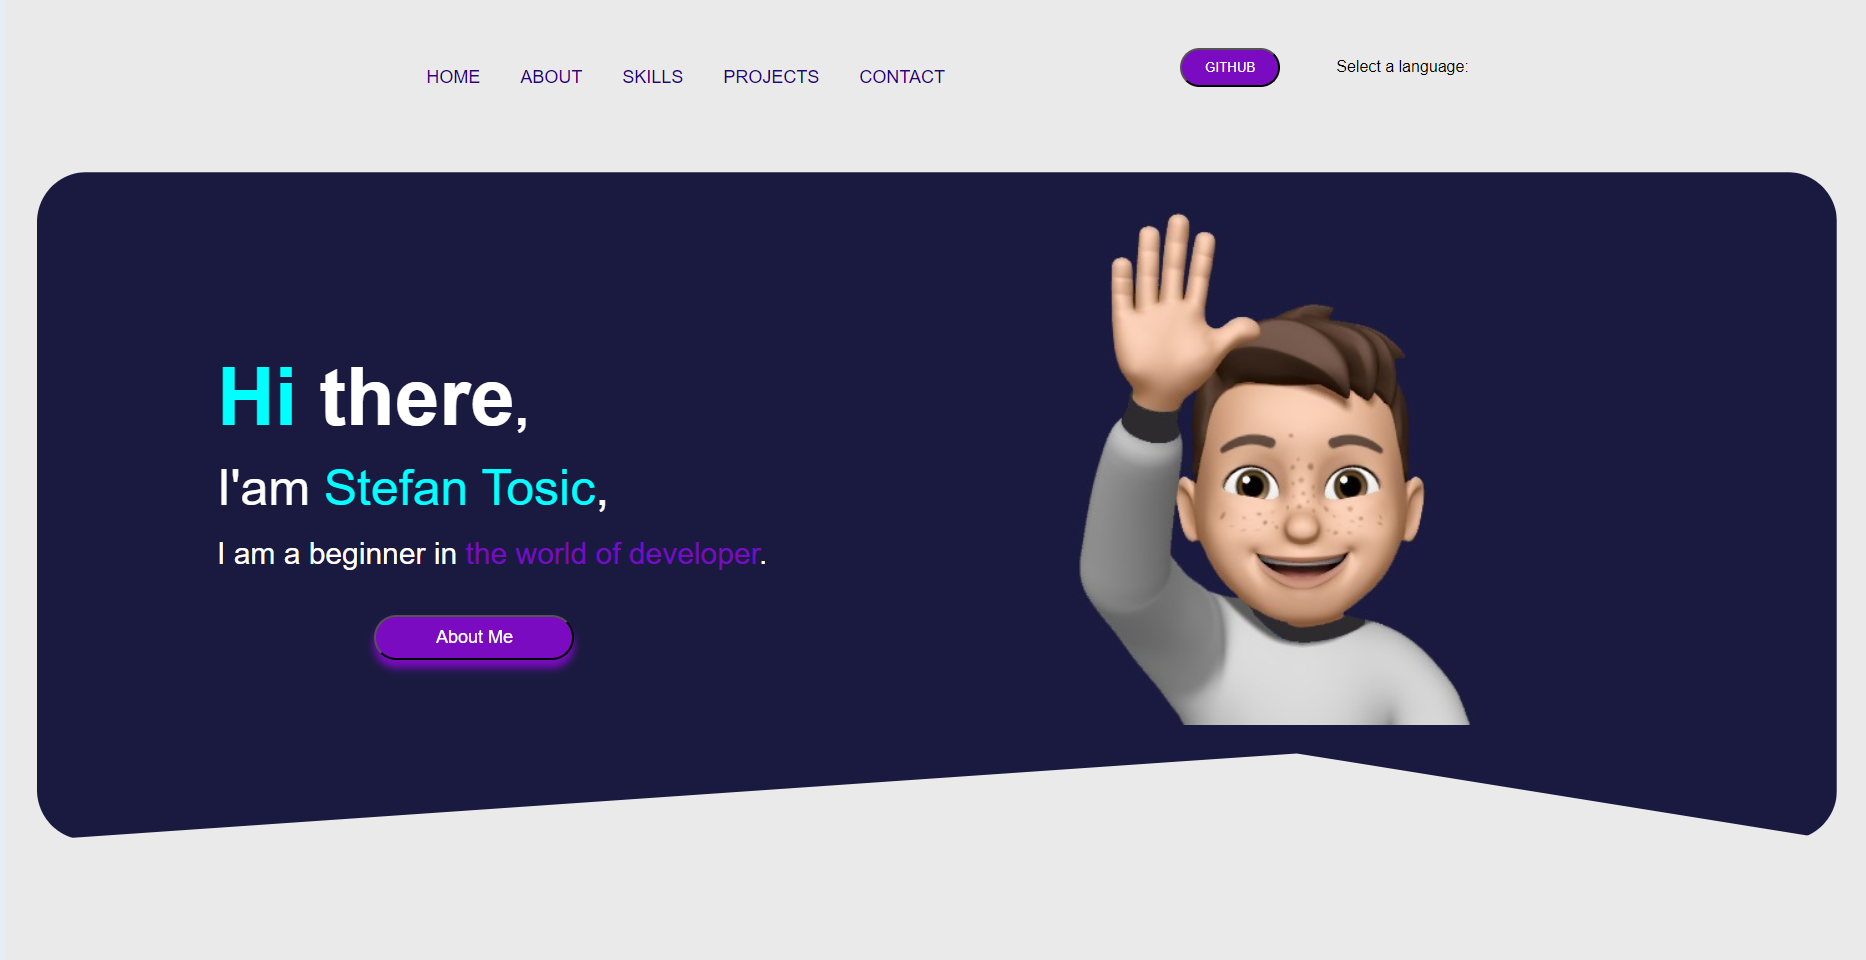 HOME ABOUT SKILLS PROJECTS CONTACT GITHUB Select a language:
Hi there,
I'am Stefan Tosic,
I am a beginner in the world of developer.
About Me